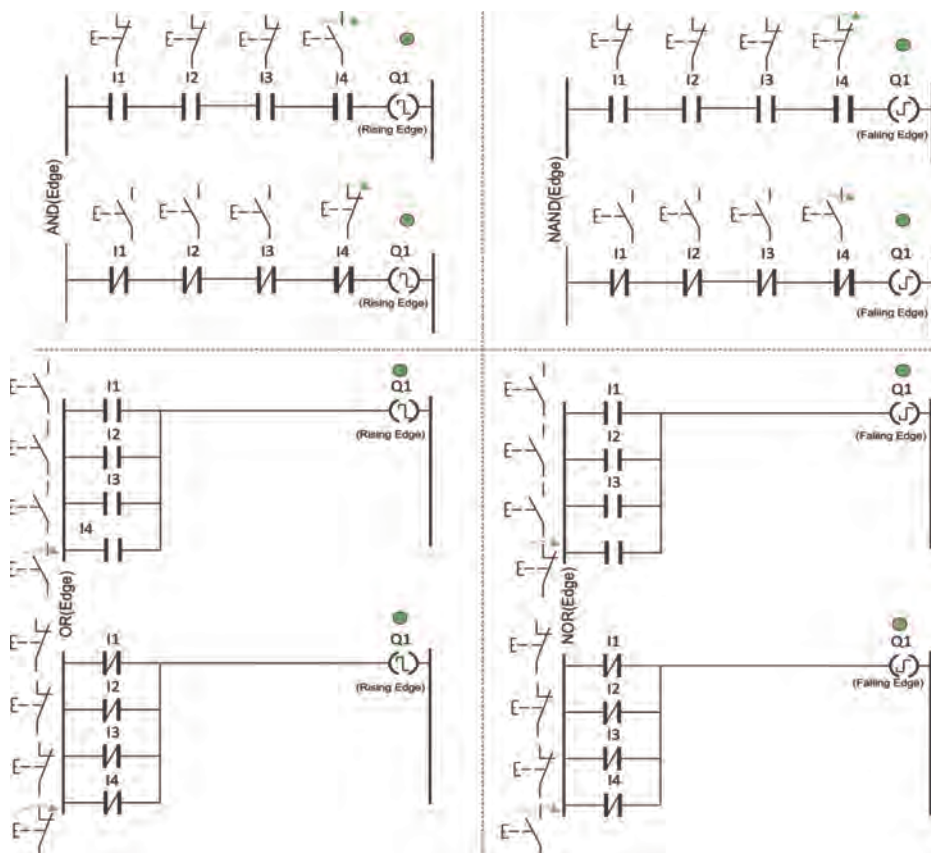 I1 I2 I3 I4 Q1
(Rising Edge)
AND(Edge)
I1 I2 I3 I4 Q1
(Rising Edge)
I1 I2 I3 I4 Q1
(Falling Edge)
NAND(Edge)
I1 I2 I3 I4 Q1
(Falling Edge)
I1 Q1
(Rising Edge)
I2
I3
I4
OR(Edge)
I1 Q1
(Rising Edge)
I2
I3
I4
I1 Q1
(Falling Edge)
I2
I3
NOR(Edge)
I1 Q1
(Falling Edge)
I2
I3
I4